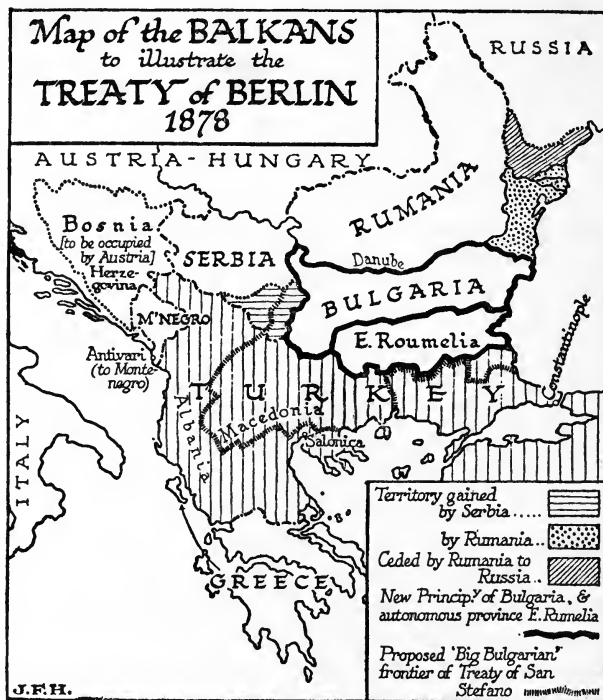 Map of the BALKANS
to illustrate the
TREATY of BERLIN
1878
RUSSIA
AUSTRIA-HUNGARY
RUMANIA
Bosnia
[to be occupied
by Austria]
Herze-
govina
SERBIA
Danube
BULGARIA
M'NEGRO
E. Roumelia
Constantinople
Antivari
(to Monte-
negro)
TURKEY
Albania
Macedonia
Salonica
ITALY
GREECE
Territory gained
by Serbia .....
by Rumania ..
Ceded by Rumania to
Russia ..
New Princip.y of Bulgaria, &
autonomous province E. Rumelia
Proposed "Big Bulgarian"
frontier of Treaty of San
Stefano
J.F.H.